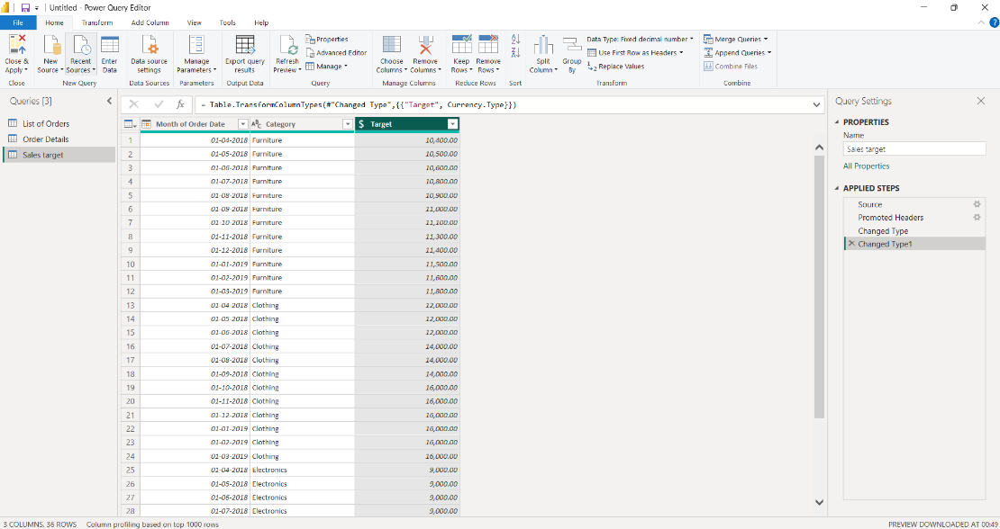 Untitled - Power Query Editor
File Home Transform Add Column View Tools Help
Close & Apply
New Source
Recent Sources
Enter Data
Data source settings
Manage Parameters
Export query results
Refresh Preview
Properties
Advanced Editor
Manage
Choose Columns
Remove Columns
Keep Rows
Remove Rows
Split Column
Group By
Data Type: Fixed decimal number
Use First Row as Headers
Replace Values
Merge Queries
Append Queries
Combine Files
Close New Query Data Sources Parameters Output Data Query Manage Columns Reduce Rows Sort Transform Combine
Queries [3]
List of Orders
Order Details
Sales target
= Table.TransformColumnTypes(#"Changed Type",{{"Target", Currency.Type}})
Month of Order Date ABC Category $ Target
1 01-04-2018 Furniture 10,400.00
2 01-05-2018 Furniture 10,500.00
3 01-06-2018 Furniture 10,600.00
4 01-07-2018 Furniture 10,800.00
5 01-08-2018 Furniture 10,900.00
6 01-09-2018 Furniture 11,000.00
7 01-10-2018 Furniture 11,100.00
8 01-11-2018 Furniture 11,300.00
9 01-12-2018 Furniture 11,400.00
10 01-01-2019 Furniture 11,500.00
11 01-02-2019 Furniture 11,600.00
12 01-03-2019 Furniture 11,800.00
13 01-04-2018 Clothing 12,000.00
14 01-05-2018 Clothing 12,000.00
15 01-06-2018 Clothing 12,000.00
16 01-07-2018 Clothing 14,000.00
17 01-08-2018 Clothing 14,000.00
18 01-09-2018 Clothing 14,000.00
19 01-10-2018 Clothing 16,000.00
20 01-11-2018 Clothing 16,000.00
21 01-12-2018 Clothing 16,000.00
22 01-01-2019 Clothing 16,000.00
23 01-02-2019 Clothing 16,000.00
24 01-03-2019 Clothing 16,000.00
25 01-04-2018 Electronics 9,000.00
26 01-05-2018 Electronics 9,000.00
27 01-06-2018 Electronics 9,000.00
28 01-07-2018 Electronics 9,000.00
Query Settings
PROPERTIES
Name
Sales target
All Properties
APPLIED STEPS
Source
Promoted Headers
Changed Type
Changed Type1
3 COLUMNS, 36 ROWS Column profiling based on top 1000 rows
PREVIEW DOWNLOADED AT 00:49